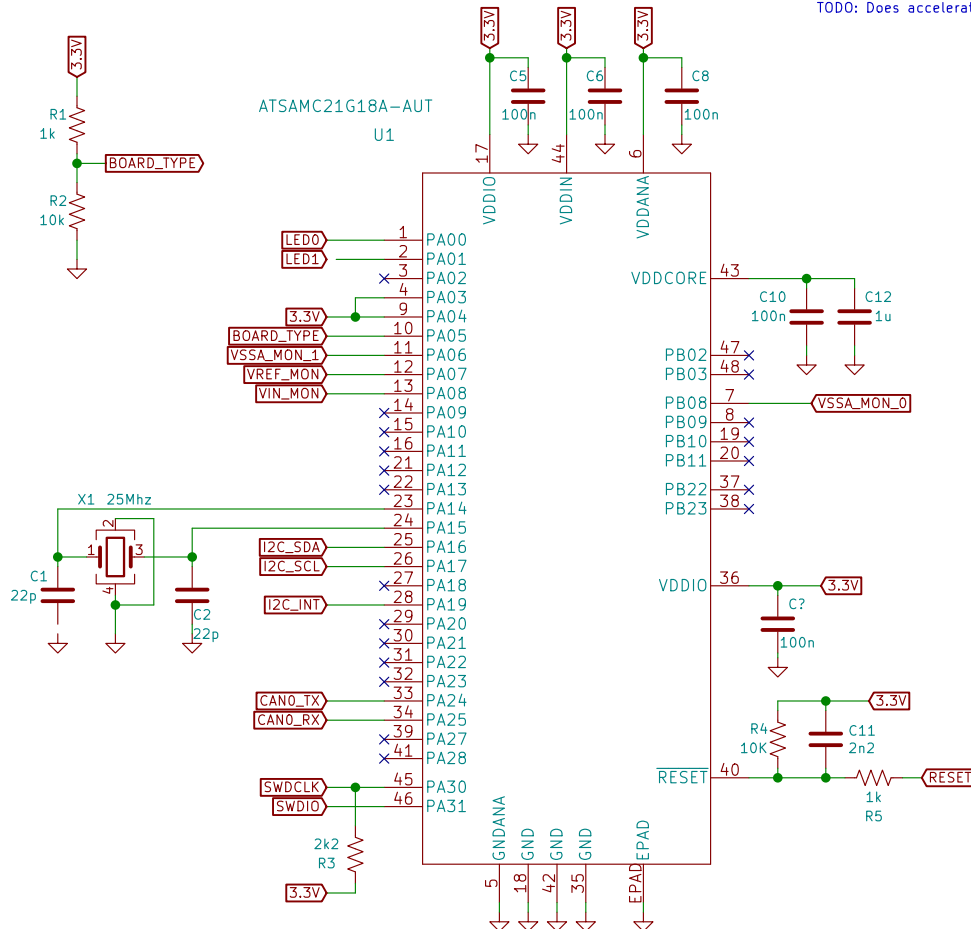 TODO: Does accelerat
3.3V
3.3V
3.3V
3.3V
R1
1k
BOARD_TYPE
R2
10k
ATSAMC21G18A-AUT
U1
C5
100n
C6
100n
C8
100n
17
VDDIO
44
VDDIN
6
VDDANA
LED0 1 PA00
LED1 2 PA01
3 PA02
4 PA03
3.3V 9 PA04
BOARD_TYPE 10 PA05
VSSA_MON_1 11 PA06
VREF_MON 12 PA07
VIN_MON 13 PA08
14 PA09
15 PA10
16 PA11
21 PA12
22 PA13
23 PA14
24 PA15
I2C_SDA 25 PA16
I2C_SCL 26 PA17
27 PA18
I2C_INT 28 PA19
29 PA20
30 PA21
31 PA22
32 PA23
CAN0_TX 33 PA24
CAN0_RX 34 PA25
39 PA27
41 PA28
SWDCLK 45 PA30
SWDIO 46 PA31
2k2
R3
3.3V
X1 25Mhz
2
1 3
4
C1
22p
C2
22p
VDDCORE 43
C10
100n
C12
1u
PB02 47
PB03 48
PB08 7 VSSA_MON_0
PB09 8
PB10 19
PB11 20
PB22 37
PB23 38
VDDIO 36 3.3V
C?
100n
3.3V
R4
10K
C11
2n2
RESET 40
1k
R5
RESET
GNDANA
5
GND
18
GND
42
GND
35
EPAD
EPAD